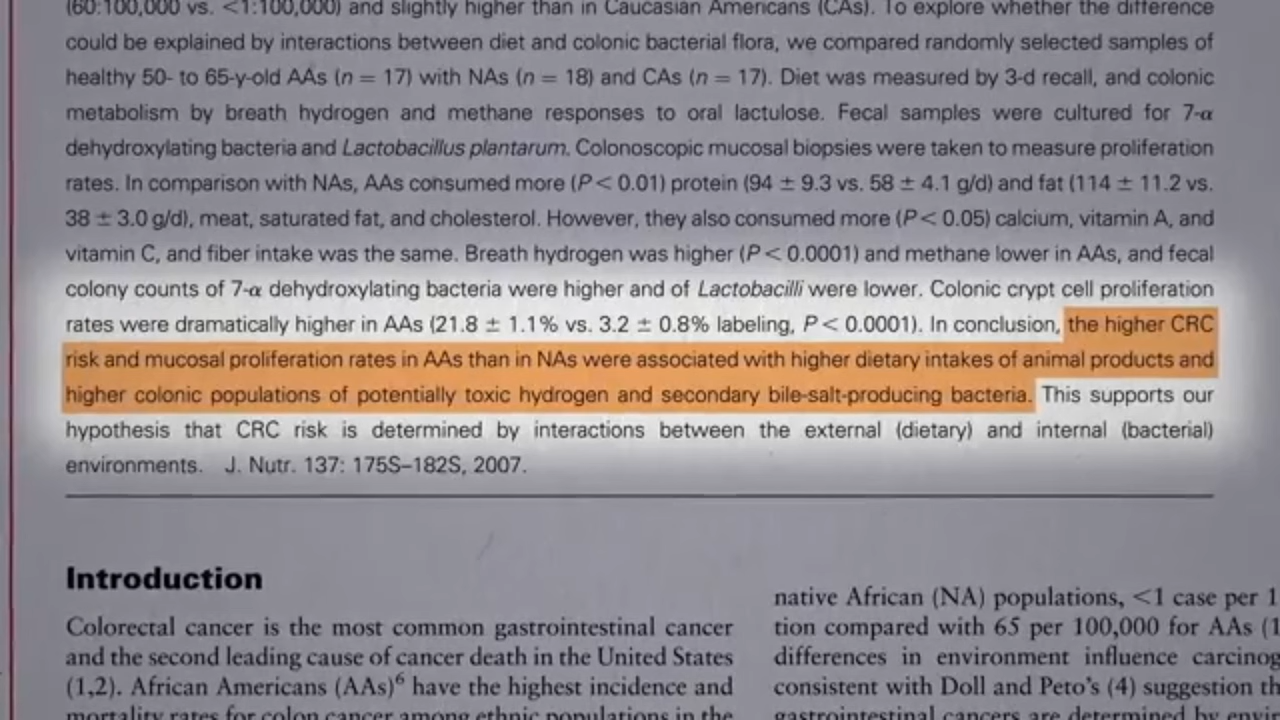 (60:100,000 vs. <1:100,000) and slightly higher than in Caucasian Americans (CAs). To explore whether the difference
could be explained by interactions between diet and colonic bacterial flora, we compared randomly selected samples of
healthy 50- to 65-y-old AAs (n = 17) with NAs (n = 18) and CAs (n = 17). Diet was measured by 3-d recall, and colonic
metabolism by breath hydrogen and methane responses to oral lactulose. Fecal samples were cultured for 7-α
dehydroxylating bacteria and Lactobacillus plantarum. Colonoscopic mucosal biopsies were taken to measure proliferation
rates. In comparison with NAs, AAs consumed more (P < 0.01) protein (94 ± 9.3 vs. 58 ± 4.1 g/d) and fat (114 ± 11.2 vs.
38 ± 3.0 g/d), meat, saturated fat, and cholesterol. However, they also consumed more (P < 0.05) calcium, vitamin A, and
vitamin C, and fiber intake was the same. Breath hydrogen was higher (P < 0.0001) and methane lower in AAs, and fecal
colony counts of 7-α dehydroxylating bacteria were higher and of Lactobacilli were lower. Colonic crypt cell proliferation
rates were dramatically higher in AAs (21.8 ± 1.1% vs. 3.2 ± 0.8% labeling, P < 0.0001). In conclusion, the higher CRC
risk and mucosal proliferation rates in AAs than in NAs were associated with higher dietary intakes of animal products and
higher colonic populations of potentially toxic hydrogen and secondary bile-salt-producing bacteria. This supports our
hypothesis that CRC risk is determined by interactions between the external (dietary) and internal (bacterial)
environments. J. Nutr. 137: 175S–182S, 2007.
Introduction
Colorectal cancer is the most common gastrointestinal cancer
and the second leading cause of cancer death in the United States
(1,2). African Americans (AAs)6 have the highest incidence and
mortality rates for colon cancer among ethnic populations in the
native African (NA) populations, <1 case per 1
tion compared with 65 per 100,000 for AAs (1
differences in environment influence carcinog
consistent with Doll and Peto's (4) suggestion th
gastrointestinal cancers are determined by envir